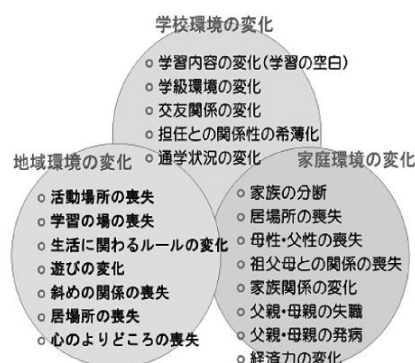 学校環境の変化
○ 学習内容の変化(学習の空白)
○ 学級環境の変化
○ 交友関係の変化
○ 担任との関係性の希薄化
○ 通学状況の変化
地域環境の変化
○ 活動場所の喪失
○ 学習の場の喪失
○ 生活に関わるルールの変化
○ 遊びの変化
○ 斜めの関係の喪失
○ 居場所の喪失
○ 心のよりどころの喪失
家庭環境の変化
○ 家族の分断
○ 居場所の喪失
○ 母性・父性の喪失
○ 祖父母との関係の喪失
○ 家族関係の変化
○ 父親・母親の失職
○ 父親・母親の発病
○ 経済力の変化